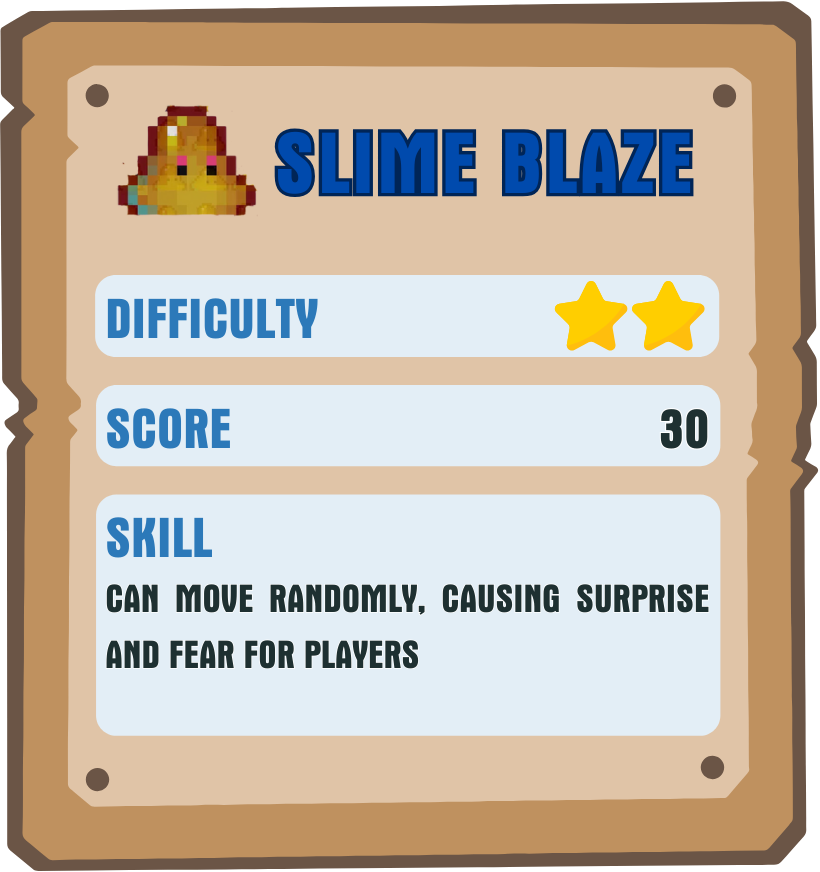 SLIME BLAZE
DIFFICULTY
SCORE 30
SKILL
CAN MOVE RANDOMLY, CAUSING SURPRISE
AND FEAR FOR PLAYERS